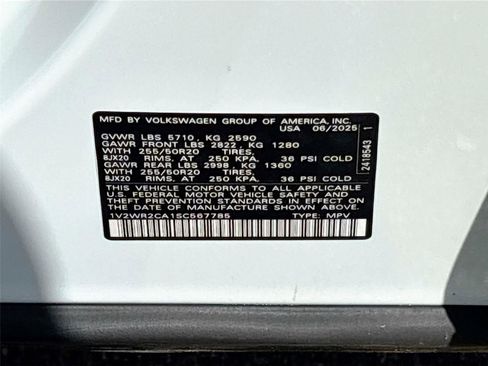 MFD BY VOLKSWAGEN GROUP OF AMERICA, INC.
USA 06/2025
GVWR LBS 5710, KG 2590
GAWR FRONT LBS 2822, KG 1280
WITH 255/50R20 TIRES,
8JX20 RIMS, AT 250 KPA, 36 PSI COLD
GAWR REAR LBS 2998, KG 1360
WITH 255/50R20 TIRES,
8JX20 RIMS, AT 250 KPA, 36 PSI COLD
THIS VEHICLE CONFORMS TO ALL APPLICABLE
U.S. FEDERAL MOTOR VEHICLE SAFETY AND
THEFT PREVENTION STANDARDS IN EFFECT ON
THE DATE OF MANUFACTURE SHOWN ABOVE.
1V2WR2CA1SC567785 TYPE: MPV
2418543 1